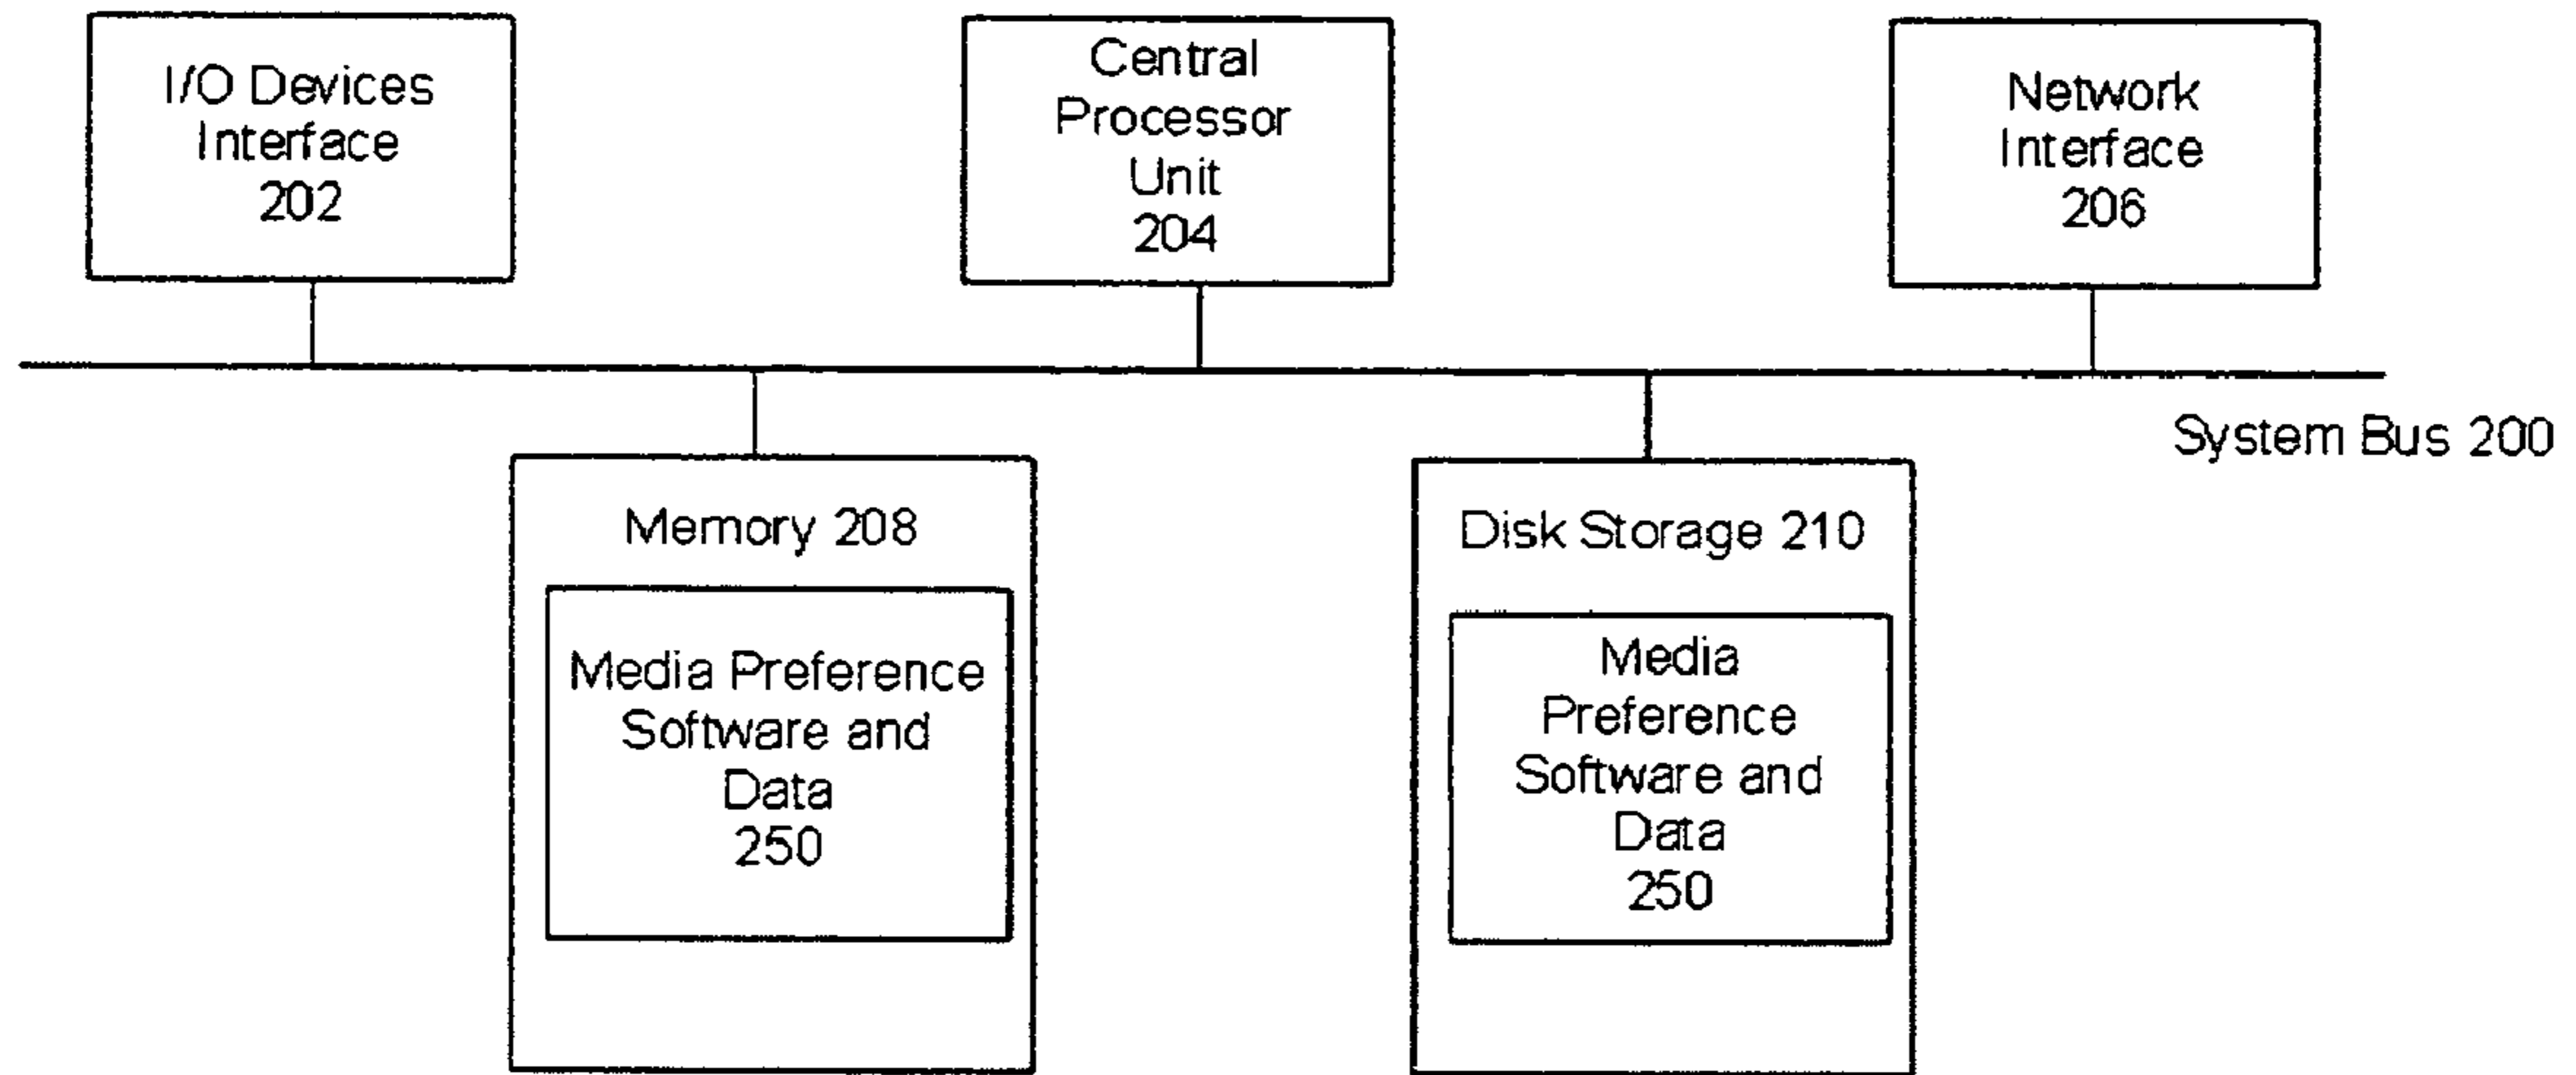 I/O Devices
Interface
202
Central
Processor
Unit
204
Network
Interface
206
System Bus 200
Memory 208
Media Preference
Software and
Data
250
Disk Storage 210
Media
Preference
Software and
Data
250